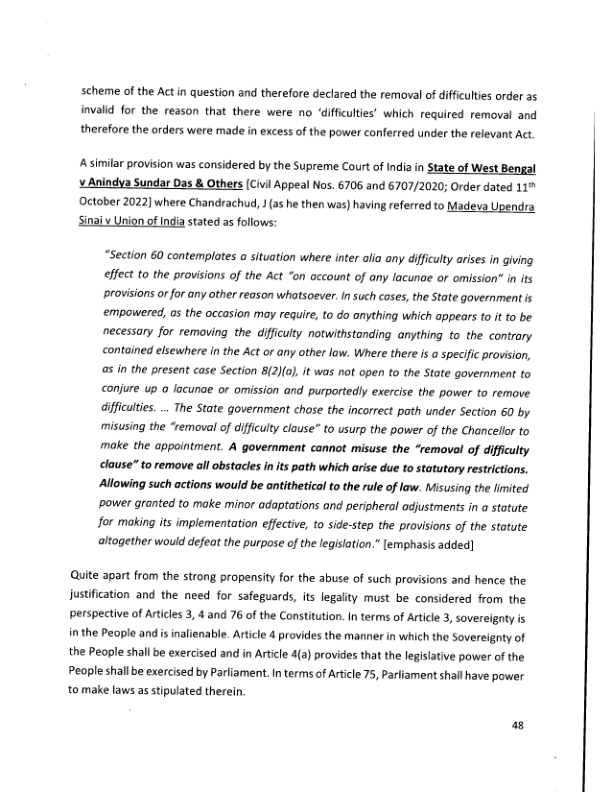 scheme of the Act in question and therefore declared the removal of difficulties order as
invalid for the reason that there were no ‘difficulties’ which required removal and
therefore the orders were made in excess of the power conferred under the relevant Act.
A similar provision was considered by the Supreme Court of India in State of West Bengal
v Anindya Sundar Das & Others [Civil Appeal Nos. 6706 and 6707/2020; Order dated 11th
October 2022] where Chandrachud, J (as he then was) having referred to Madeva Upendra
Sinai v Union of India stated as follows:
“Section 60 contemplates a situation where inter alia any difficulty arises in giving
effect to the provisions of the Act “on account of any lacunae or omission” in its
provisions or for any other reason whatsoever. In such cases, the State government is
empowered, as the occasion may require, to do anything which appears to it to be
necessary for removing the difficulty notwithstanding anything to the contrary
contained elsewhere in the Act or any other law. Where there is a specific provision,
as in the present case Section 8(2)(a), it was not open to the State government to
conjure up a lacunae or omission and purportedly exercise the power to remove
difficulties. ... The State government chose the incorrect path under Section 60 by
misusing the “removal of difficulty clause” to usurp the power of the Chancellor to
make the appointment. A government cannot misuse the “removal of difficulty
clause” to remove all obstacles in its path which arise due to statutory restrictions.
Allowing such actions would be antithetical to the rule of law. Misusing the limited
power granted to make minor adaptations and peripheral adjustments in a statute
for making its implementation effective, to side-step the provisions of the statute
altogether would defeat the purpose of the legislation.” [emphasis added]
Quite apart from the strong propensity for the abuse of such provisions and hence the
justification and the need for safeguards, its legality must be considered from the
perspective of Articles 3, 4 and 76 of the Constitution. In terms of Article 3, sovereignty is
in the People and is inalienable. Article 4 provides the manner in which the Sovereignty of
the People shall be exercised and in Article 4(a) provides that the legislative power of the
People shall be exercised by Parliament. In terms of Article 75, Parliament shall have power
to make laws as stipulated therein.
48